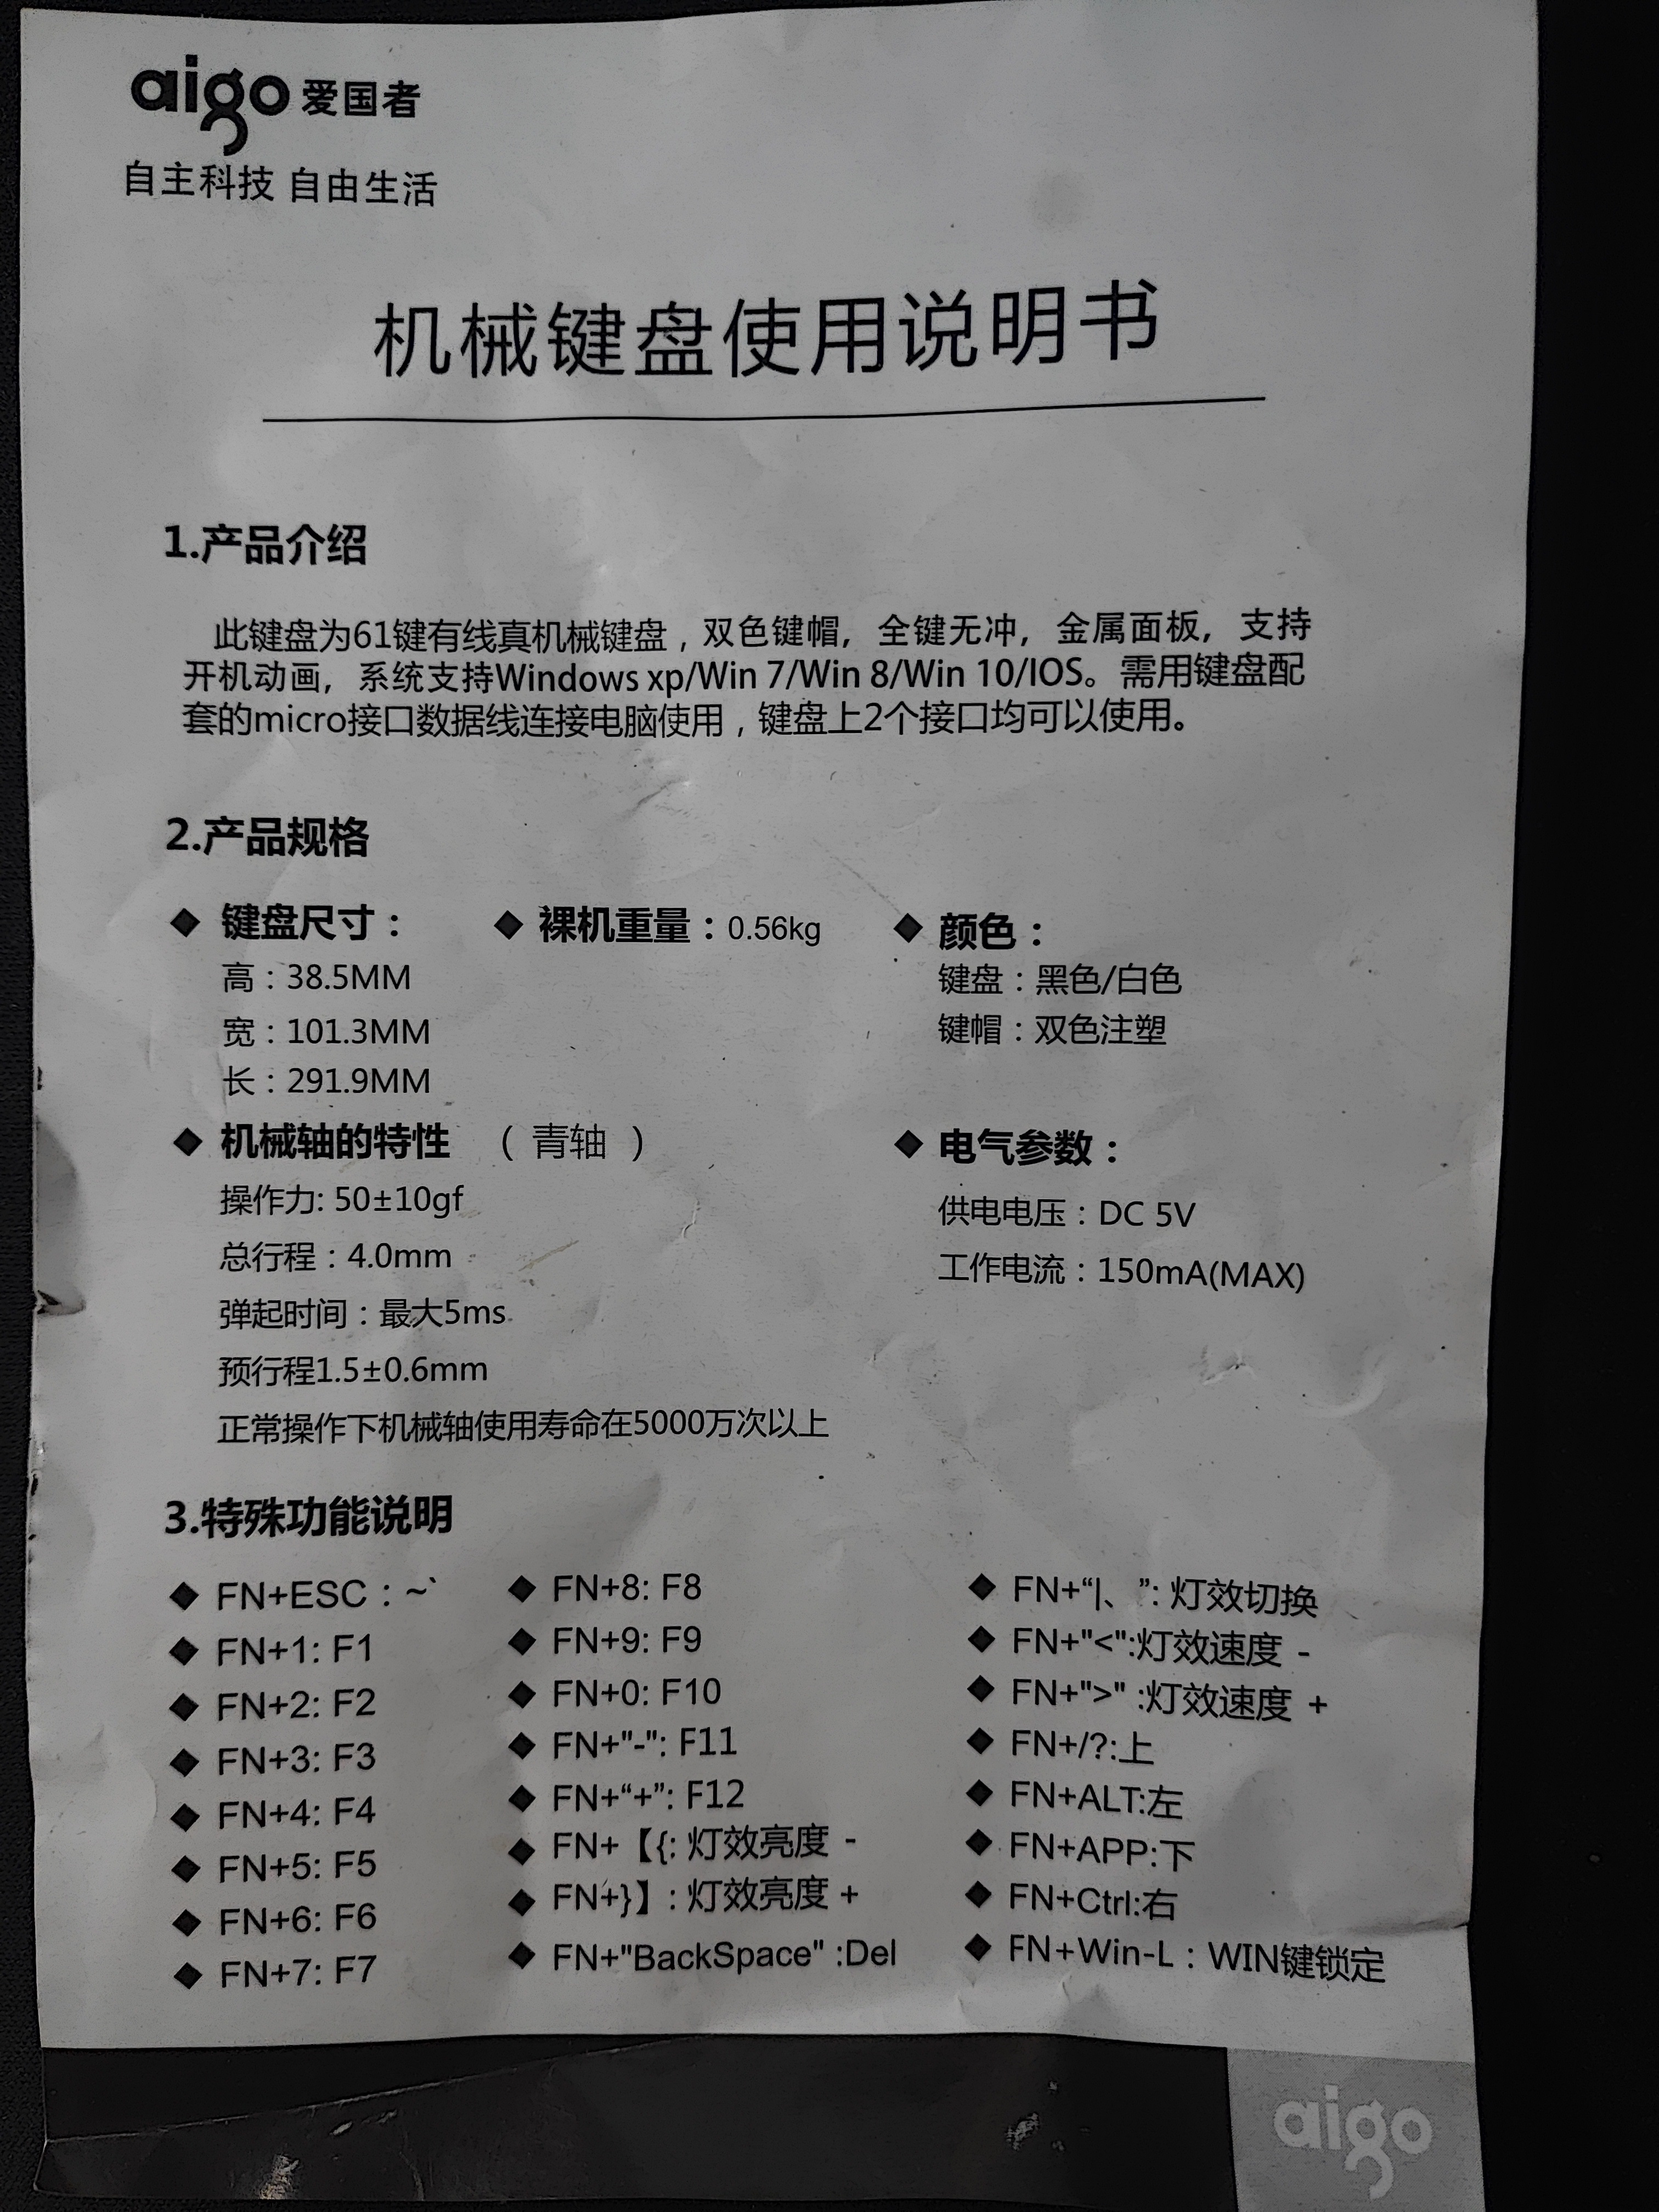 aigo 爱国者
自主科技 自由生活
机械键盘使用说明书
1.产品介绍
此键盘为61键有线真机械键盘，双色键帽，全键无冲，金属面板，支持
开机动画，系统支持Windows xp/Win 7/Win 8/Win 10/IOS。需用键盘配
套的micro接口数据线连接电脑使用，键盘上2个接口均可以使用。
2.产品规格
◆ 键盘尺寸：
高：38.5MM
宽：101.3MM
长：291.9MM
◆ 裸机重量：0.56kg
◆ 颜色：
键盘：黑色/白色
键帽：双色注塑
◆ 机械轴的特性 （ 青轴 ）
操作力: 50±10gf
总行程：4.0mm
弹起时间：最大5ms
预行程1.5±0.6mm
正常操作下机械轴使用寿命在5000万次以上
◆ 电气参数：
供电电压：DC 5V
工作电流：150mA(MAX)
3.特殊功能说明
◆ FN+ESC：~`
◆ FN+1: F1
◆ FN+2: F2
◆ FN+3: F3
◆ FN+4: F4
◆ FN+5: F5
◆ FN+6: F6
◆ FN+7: F7
◆ FN+8: F8
◆ FN+9: F9
◆ FN+0: F10
◆ FN+"-": F11
◆ FN+“+”: F12
◆ FN+【{: 灯效亮度 -
◆ FN+}】: 灯效亮度 +
◆ FN+"BackSpace" :Del
◆ FN+“|、”: 灯效切换
◆ FN+"<":灯效速度 -
◆ FN+">" :灯效速度 +
◆ FN+/?:上
◆ FN+ALT:左
◆ FN+APP:下
◆ FN+Ctrl:右
◆ FN+Win-L：WIN键锁定
aigo